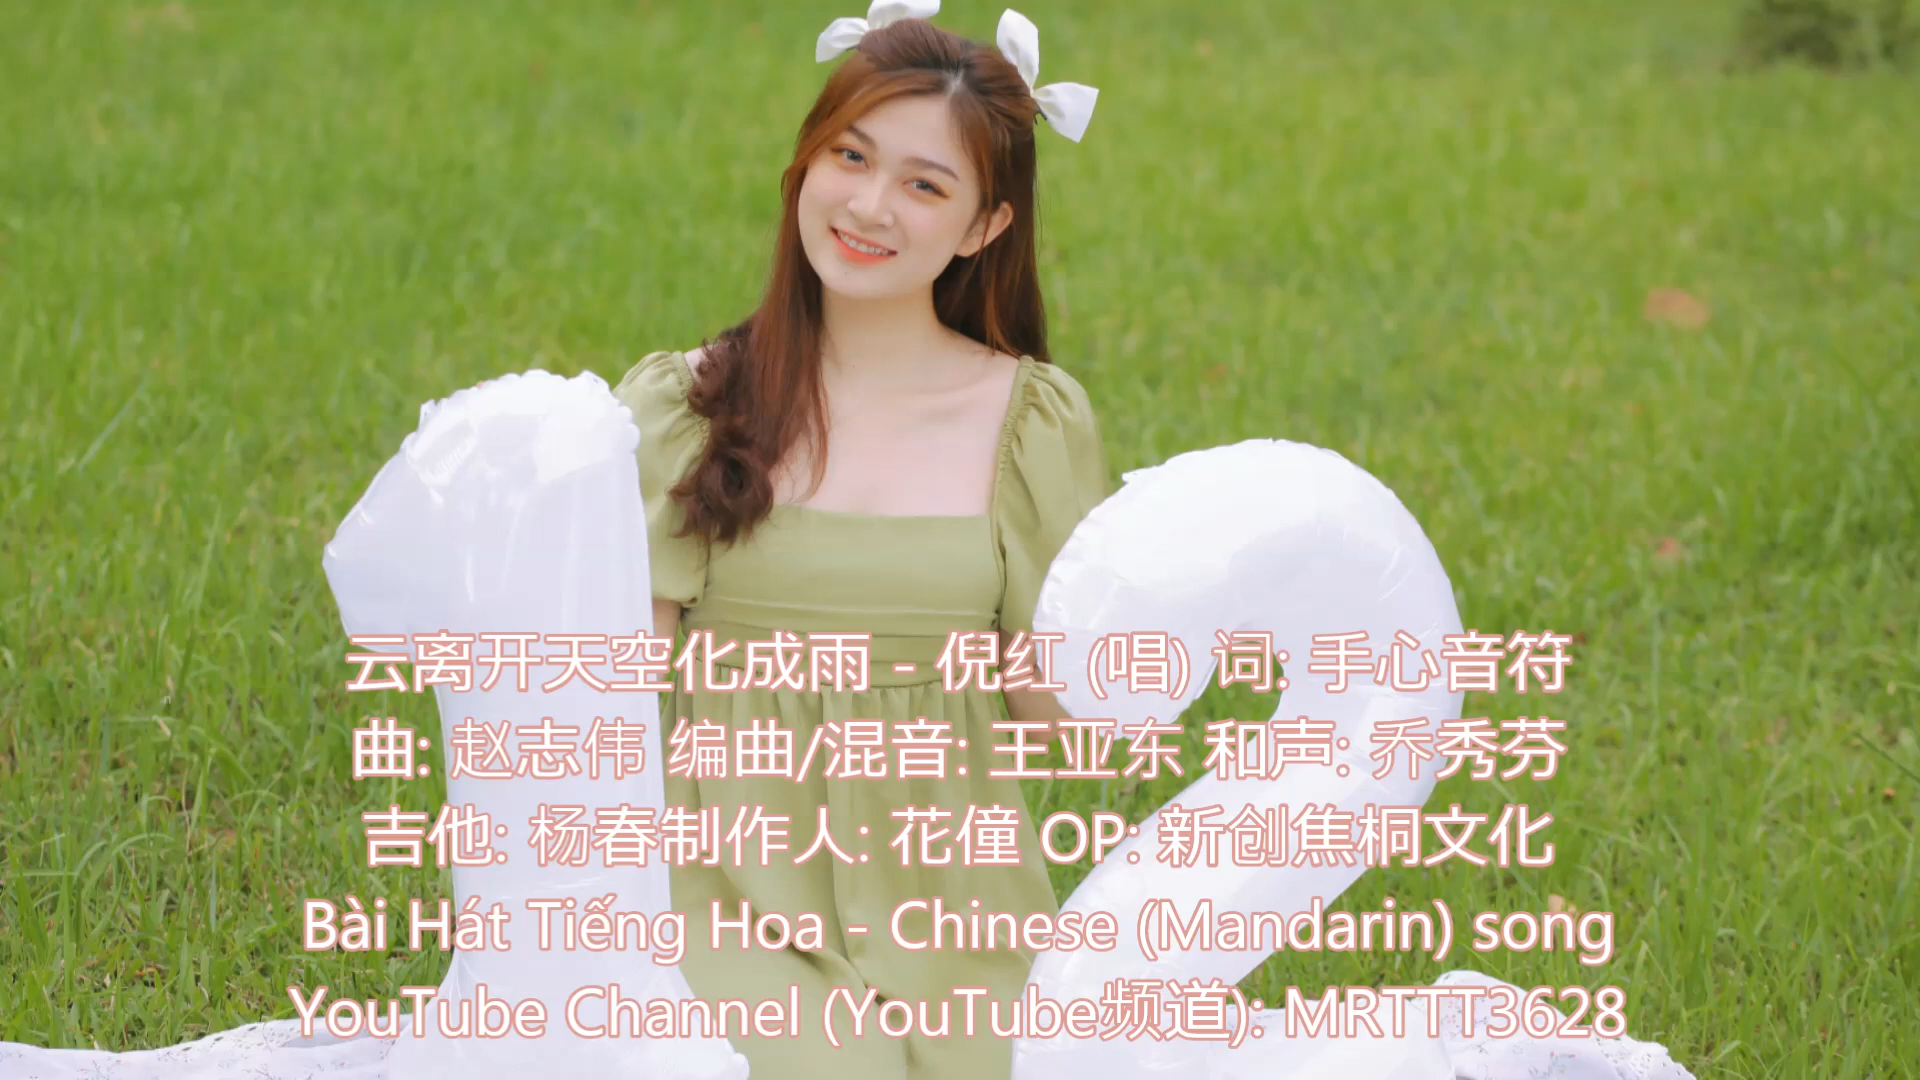 云离开天空化成雨 - 倪红 (唱) 词: 手心音符
曲: 赵志伟 编曲/混音: 王亚东 和声: 乔秀芬
吉他: 杨春制作人: 花僮 OP: 新创焦桐文化
Bài Hát Tiếng Hoa - Chinese (Mandarin) song
YouTube Channel (YouTube频道): MRTTT3628